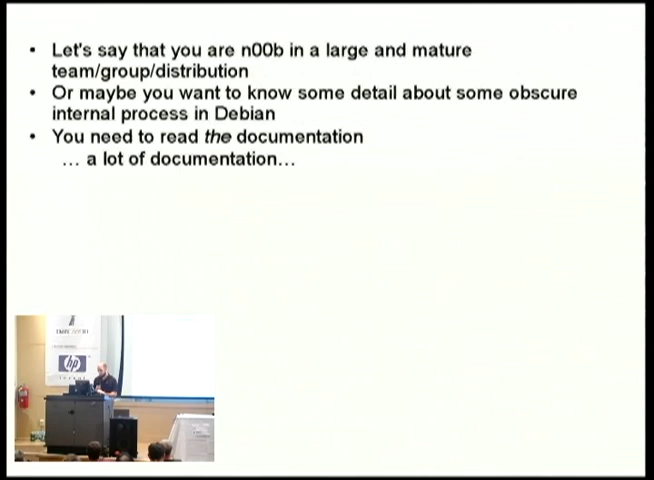 • Let's say that you are n00b in a large and mature
team/group/distribution
• Or maybe you want to know some detail about some obscure
internal process in Debian
• You need to read the documentation
... a lot of documentation...
hp